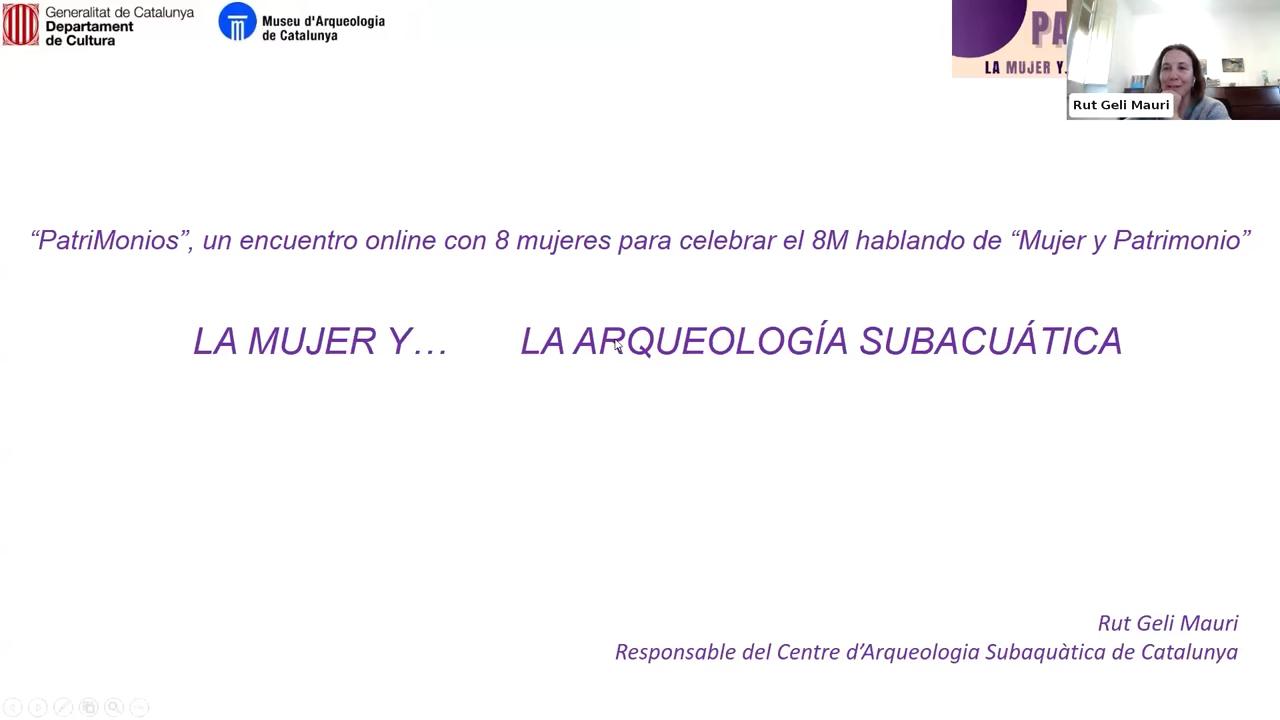 Generalitat de Catalunya
Departament
de Cultura
Museu d'Arqueologia
de Catalunya
LA MUJER Y
Rut Geli Mauri
“PatriMonios”, un encuentro online con 8 mujeres para celebrar el 8M hablando de “Mujer y Patrimonio”
LA MUJER Y… LA ARQUEOLOGÍA SUBACUÁTICA
Rut Geli Mauri
Responsable del Centre d’Arqueologia Subaquàtica de Catalunya